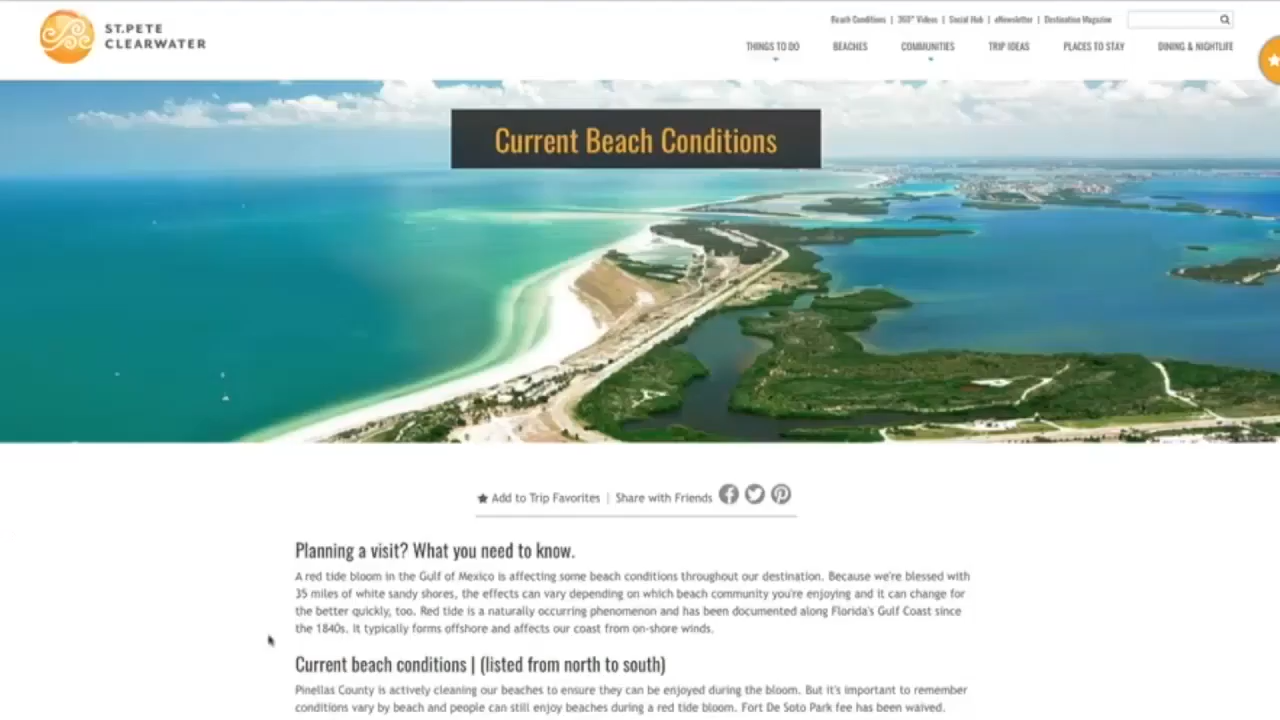 ST.PETE
CLEARWATER
Beach Conditions | 360° Videos | Social Hub | eNewsletter | Destination Magazine
THINGS TO DO BEACHES COMMUNITIES TRIP IDEAS PLACES TO STAY DINING & NIGHTLIFE
Current Beach Conditions
Add to Trip Favorites | Share with Friends
Planning a visit? What you need to know.
A red tide bloom in the Gulf of Mexico is affecting some beach conditions throughout our destination. Because we're blessed with
35 miles of white sandy shores, the effects can vary depending on which beach community you're enjoying and it can change for
the better quickly, too. Red tide is a naturally occurring phenomenon and has been documented along Florida's Gulf Coast since
the 1840s. It typically forms offshore and affects our coast from on-shore winds.
Current beach conditions | (listed from north to south)
Pinellas County is actively cleaning our beaches to ensure they can be enjoyed during the bloom. But it's important to remember
conditions vary by beach and people can still enjoy beaches during a red tide bloom. Fort De Soto Park fee has been waived.